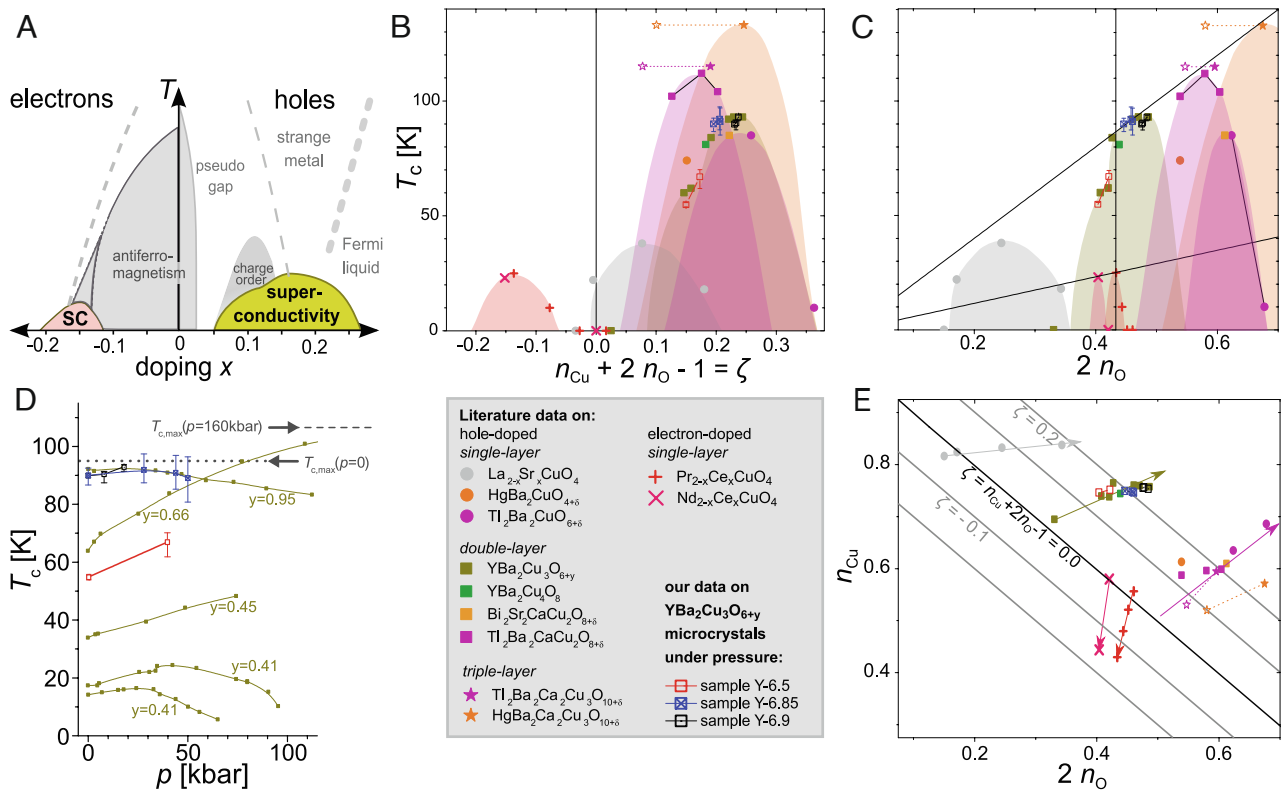 A
electrons
T
holes
strange
metal
pseudo
gap
antiferro-
magnetism
charge
order
Fermi
liquid
super-
conductivity
SC
-0.2
-0.1
0
0.1
0.2
doping x
B
Tc [K]
100
50
0
-0.2
-0.1
0.0
0.1
0.2
0.3
nCu + 2 nO - 1 = ζ
C
0.2
0.4
0.6
2 nO
D
Tc,max(p=160kbar)
Tc,max(p=0)
y=0.95
y=0.66
y=0.45
y=0.41
y=0.41
Tc [K]
100
80
60
40
20
0
0
50
100
p [kbar]
Literature data on:
hole-doped
single-layer
La2-xSrxCuO4
HgBa2CuO4+δ
Tl2Ba2CuO6+δ
double-layer
YBa2Cu3O6+y
YBa2Cu4O8
Bi2Sr2CaCu2O8+δ
Tl2Ba2CaCu2O8+δ
triple-layer
Tl2Ba2Ca2Cu3O10+δ
HgBa2Ca2Cu3O10+δ
electron-doped
single-layer
Pr2-xCexCuO4
Nd2-xCexCuO4
our data on
YBa2Cu3O6+y
microcrystals
under pressure:
sample Y-6.5
sample Y-6.85
sample Y-6.9
E
ζ = 0.2
ζ = nCu+2nO-1 = 0.0
ζ = -0.1
nCu
0.8
0.6
0.4
0.2
0.4
0.6
2 nO